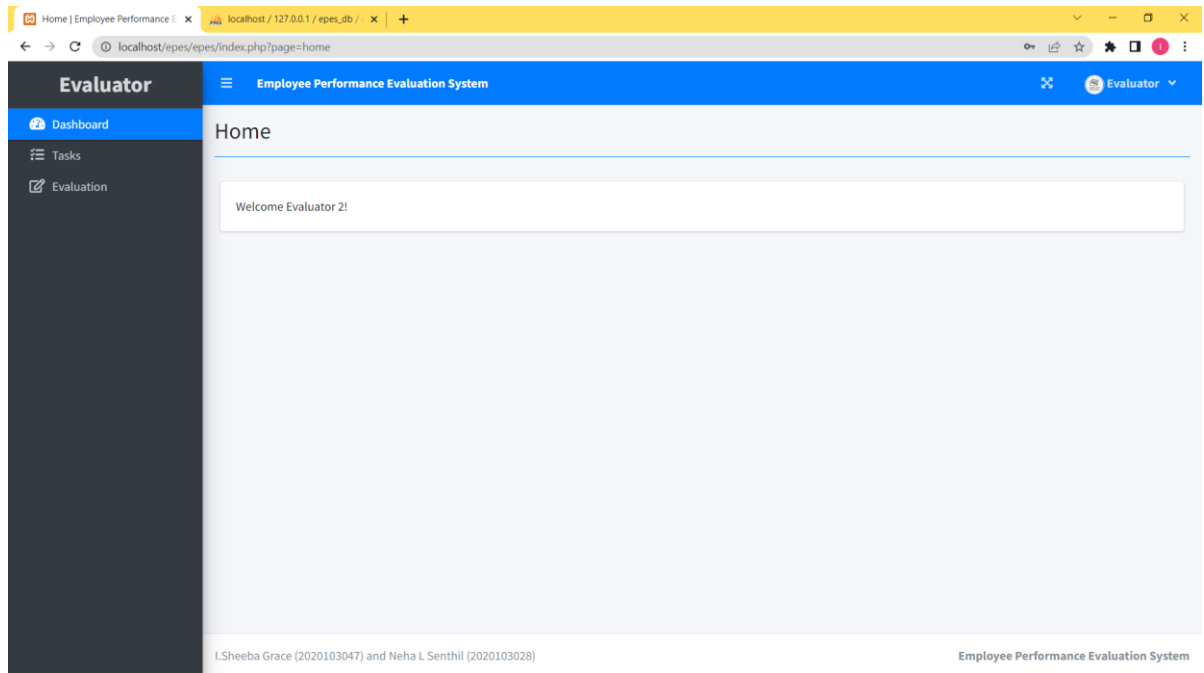 Home | Employee Performance E
localhost / 127.0.0.1 / epes_db /
localhost/epes/epes/index.php?page=home
Evaluator
Employee Performance Evaluation System
Evaluator
Dashboard
Tasks
Evaluation
Home
Welcome Evaluator 2!
I.Sheeba Grace (2020103047) and Neha L Senthil (2020103028)
Employee Performance Evaluation System